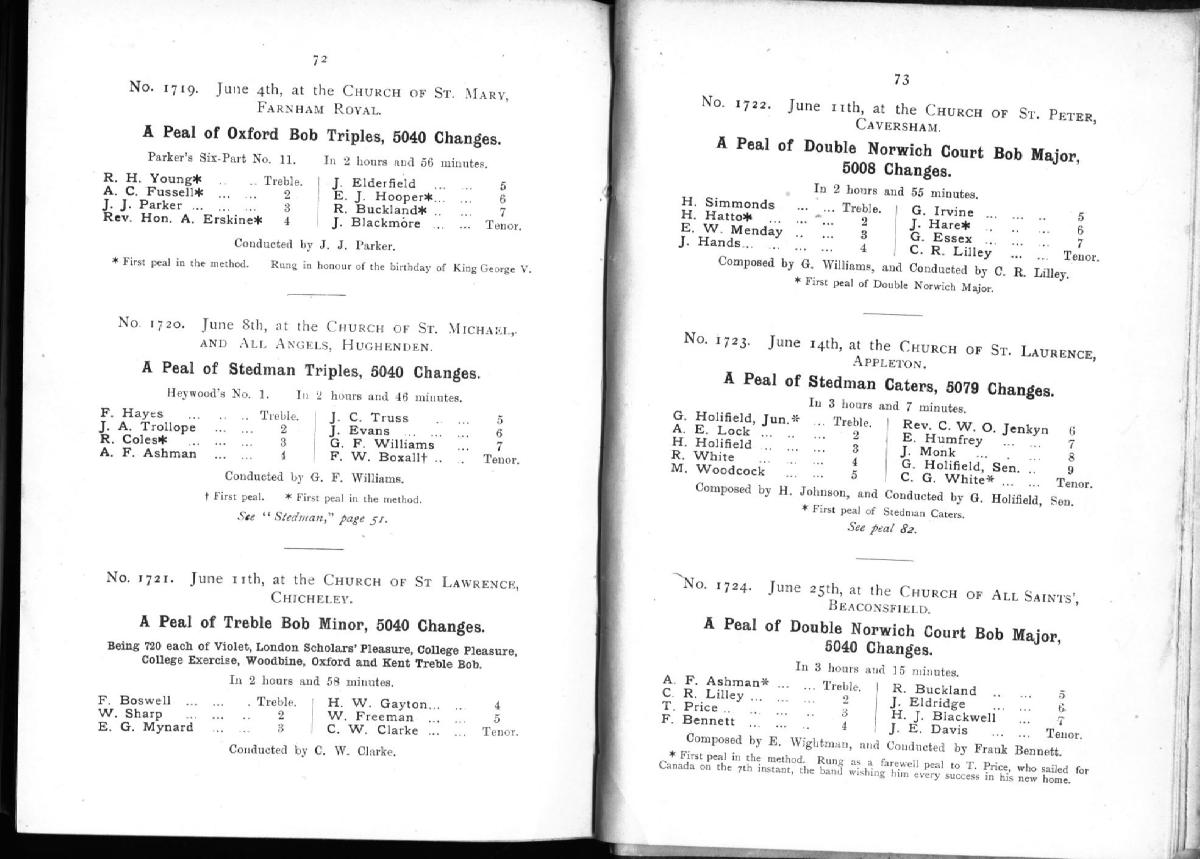 72
No. 1719. June 4th, at the CHURCH OF ST. MARY,
FARNHAM ROYAL.
A Peal of Oxford Bob Triples, 5040 Changes.
Parker's Six-Part No. 11. In 2 hours and 56 minutes.
R. H. Young* .. .. Treble. J. Elderfield ... ... 5
A. C. Fussell* ... ... 2 E. J. Hooper*... ... 6
J. J. Parker ... ... 3 R. Buckland* .. ... 7
Rev. Hon. A. Erskine* 4 J. Blackmore ... ... Tenor.
Conducted by J. J. Parker.
* First peal in the method. Rung in honour of the birthday of King George V.
No. 1720. June 8th, at the CHURCH OF ST. MICHAEL,
AND ALL ANGELS, HUGHENDEN.
A Peal of Stedman Triples, 5040 Changes.
Heywood's No. 1. In 2 hours and 46 minutes.
F. Hayes ... .. .. Treble. J. C. Truss .. ... 5
J. A. Trollope ... ... 2 J. Evans ... ... ... 6
R. Coles* ... ... ... 3 G. F. Williams ... 7
A. F. Ashman ... ... 4 F. W. Boxall† .. . Tenor.
Conducted by G. F. Williams.
† First peal. * First peal in the method.
See "Stedman," page 51.
No. 1721. June 11th, at the CHURCH OF ST LAWRENCE,
CHICHELEY.
A Peal of Treble Bob Minor, 5040 Changes.
Being 720 each of Violet, London Scholars' Pleasure, College Pleasure,
College Exercise, Woodbine, Oxford and Kent Treble Bob.
In 2 hours and 58 minutes.
F. Boswell ... ... . Treble. H. W. Gayton... ... 4
W. Sharp ... ... .. 2 W. Freeman ... ... 5
E. G. Mynard ... ... 3 C. W. Clarke ... ... Tenor.
Conducted by C. W. Clarke.
73
No. 1722. June 11th, at the CHURCH OF ST. PETER,
CAVERSHAM.
A Peal of Double Norwich Court Bob Major,
5008 Changes.
In 2 hours and 55 minutes.
H. Simmonds ... ... Treble. G. Irvine ... ... .. 5
H. Hatto* ... ... ... 2 J. Hare* .. .. ... 6
E. W. Menday .. ... 3 G. Essex ... ... ... 7
J. Hands... ... ... 4 C. R. Lilley ... ... Tenor.
Composed by G. Williams, and Conducted by C. R. Lilley.
* First peal of Double Norwich Major.
No. 1723. June 14th, at the CHURCH OF ST. LAURENCE,
APPLETON.
A Peal of Stedman Caters, 5079 Changes.
In 3 hours and 7 minutes.
G. Holifield, Jun.* ... Treble. Rev. C. W. O. Jenkyn 6
A. E. Lock ... .. ... 2 E. Humfrey ... ... 7
H. Holifield ... ... 3 J. Monk .. . ... ... 8
R. White ... ... ... 4 G. Holifield, Sen. .. 9
M. Woodcock ... ... 5 C. G. White* ... ... Tenor.
Composed by H. Johnson, and Conducted by G. Holifield, Sen.
* First peal of Stedman Caters.
See peal 82.
No. 1724. June 25th, at the CHURCH OF ALL SAINTS',
BEACONSFIELD.
A Peal of Double Norwich Court Bob Major,
5040 Changes.
In 3 hours and 15 minutes.
A. F. Ashman* ... ... Treble. R. Buckland .. ... 5
C. R. Lilley ... ... ... 2 J. Eldridge ... ... 6
T. Price .. ... ... .. 3 H. J. Blackwell ... 7
F. Bennett ... ... 4 J. E. Davis ... ... Tenor.
Composed by E. Wightman, and Conducted by Frank Bennett.
* First peal in the method. Rung as a farewell peal to T. Price, who sailed for
Canada on the 7th instant, the band wishing him every success in his new home.